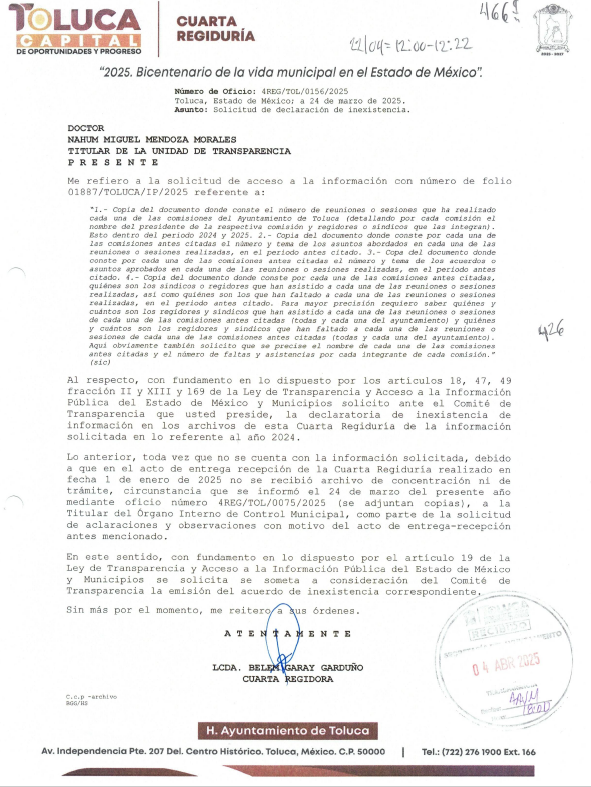 TOLUCA
CAPITAL
DE OPORTUNIDADES Y PROGRESO
CUARTA
REGIDURÍA
22/04=12:00-12:22
"2025. Bicentenario de la vida municipal en el Estado de México".
Número de Oficio: 4REG/TOL/0156/2025
Toluca, Estado de México; a 24 de marzo de 2025.
Asunto: Solicitud de declaración de inexistencia.
DOCTOR
NAHUM MIGUEL MENDOZA MORALES
TITULAR DE LA UNIDAD DE TRANSPARENCIA
P R E S E N T E
Me refiero a la solicitud de acceso a la información con número de folio
01887/TOLUCA/IP/2025 referente a:
"1.- Copia del documento donde conste el número de reuniones o sesiones que ha realizado
cada una de las comisiones del Ayuntamiento de Toluca (detallando por cada comisión el
nombre del presidente de la respectiva comisión y regidores o síndicos que las integran).
Esto dentro del periodo 2024 y 2025. 2.- Copia del documento donde conste por cada una de
las comisiones antes citadas el número y tema de los asuntos abordados en cada una de las
reuniones o sesiones realizadas, en el periodo antes citado. 3.- Copa del documento donde
conste por cada una de las comisiones antes citadas el número y tema de los acuerdos o
asuntos aprobados en cada una de las reuniones o sesiones realizadas, en el periodo antes
citado. 4.- Copia del documento donde conste por cada una de las comisiones antes citadas,
quiénes son los síndicos o regidores que han asistido a cada una de las reuniones o sesiones
realizadas, así como quiénes son los que han faltado a cada una de las reuniones o sesiones
realizadas, en el periodo antes citado. Para mayor precisión requiero saber quiénes y
cuántos son los regidores y síndicos que han asistido a cada una de las reuniones o sesiones
de cada una de las comisiones antes citadas (todas y cada una del ayuntamiento) y quiénes
y cuántos son los regidores y síndicos que han faltado a cada una de las reuniones o
sesiones de cada una de las comisiones antes citadas (todas y cada una del ayuntamiento).
Aquí obviamente también solicito que se precise el nombre de cada una de las comisiones
antes citadas y el número de faltas y asistencias por cada integrante de cada comisión."
(sic)
426
Al respecto, con fundamento en lo dispuesto por los artículos 18, 47, 49
fracción II y XIII y 169 de la Ley de Transparencia y Acceso a la Información
Pública del Estado de México y Municipios solicito ante el Comité de
Transparencia que usted preside, la declaratoria de inexistencia de
información en los archivos de esta Cuarta Regiduría de la información
solicitada en lo referente al año 2024.
Lo anterior, toda vez que no se cuenta con la información solicitada, debido
a que en el acto de entrega recepción de la Cuarta Regiduría realizado en
fecha 1 de enero de 2025 no se recibió archivo de concentración ni de
trámite, circunstancia que se informó el 24 de marzo del presente año
mediante oficio número 4REG/TOL/0075/2025 (se adjuntan copias), a la
Titular del Órgano Interno de Control Municipal, como parte de la solicitud
de aclaraciones y observaciones con motivo del acto de entrega-recepción
antes mencionado.
En este sentido, con fundamento en lo dispuesto por el artículo 19 de la
Ley de Transparencia y Acceso a la Información Pública del Estado de México
y Municipios se solicita se someta a consideración del Comité de
Transparencia la emisión del acuerdo de inexistencia correspondiente.
Sin más por el momento, me reitero a sus órdenes.
A T E N T A M E N T E
LCDA. BELEM GARAY GARDUÑO
CUARTA REGIDORA
TOLUCA
RECIBIDO
04 ABR 2025
C.c.p -archivo
BGG/HS
H. Ayuntamiento de Toluca
Av. Independencia Pte. 207 Del. Centro Histórico. Toluca, México. C.P. 50000 | Tel.: (722) 276 1900 Ext. 166